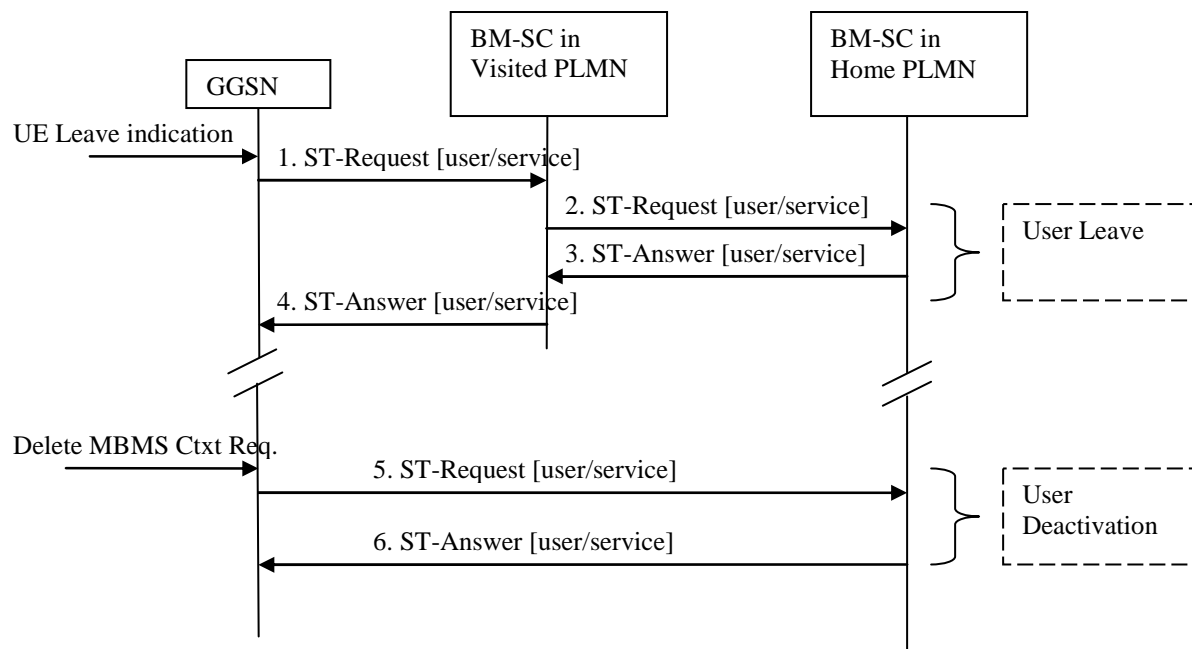 BM-SC in
Visited PLMN
BM-SC in
Home PLMN
GGSN
UE Leave indication
1. ST-Request [user/service]
2. ST-Request [user/service]
3. ST-Answer [user/service]
User Leave
4. ST-Answer [user/service]
Delete MBMS Ctxt Req.
5. ST-Request [user/service]
User
Deactivation
6. ST-Answer [user/service]